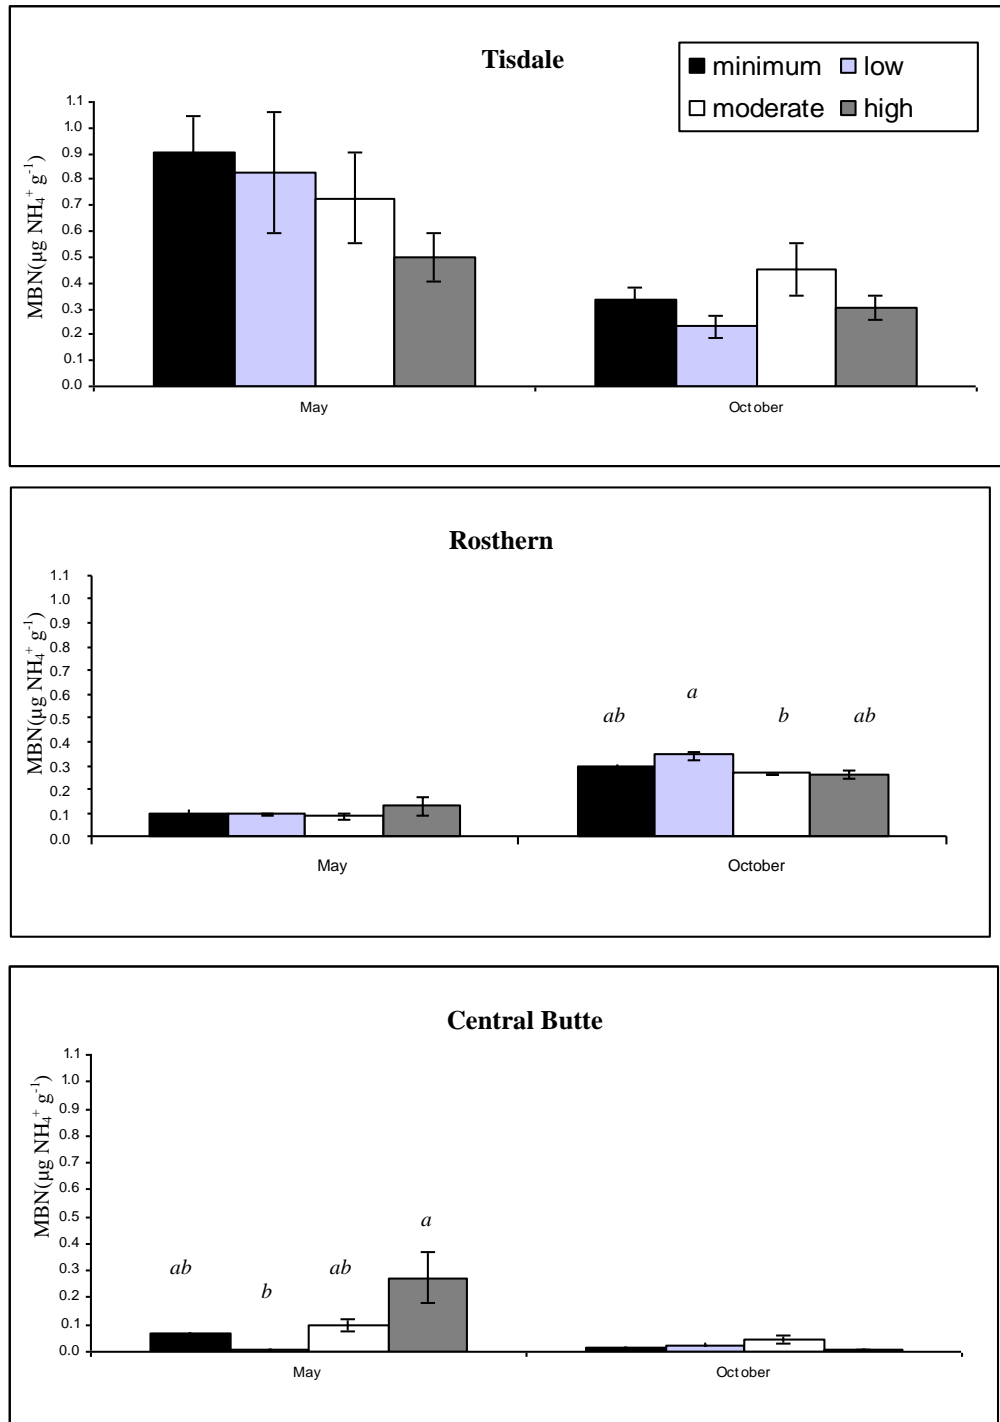 Tisdale
minimum low
moderate high
MBN(µg NH₄⁺ g⁻¹)
1.1
1.0
0.9
0.8
0.7
0.6
0.5
0.4
0.3
0.2
0.1
0.0
May October
Rosthern
MBN(µg NH₄⁺ g⁻¹)
1.1
1.0
0.9
0.8
0.7
0.6
0.5
0.4
0.3
0.2
0.1
0.0
ab a b ab
May October
Central Butte
MBN(µg NH₄⁺ g⁻¹)
1.1
1.0
0.9
0.8
0.7
0.6
0.5
0.4
0.3
0.2
0.1
0.0
ab b ab a
May October